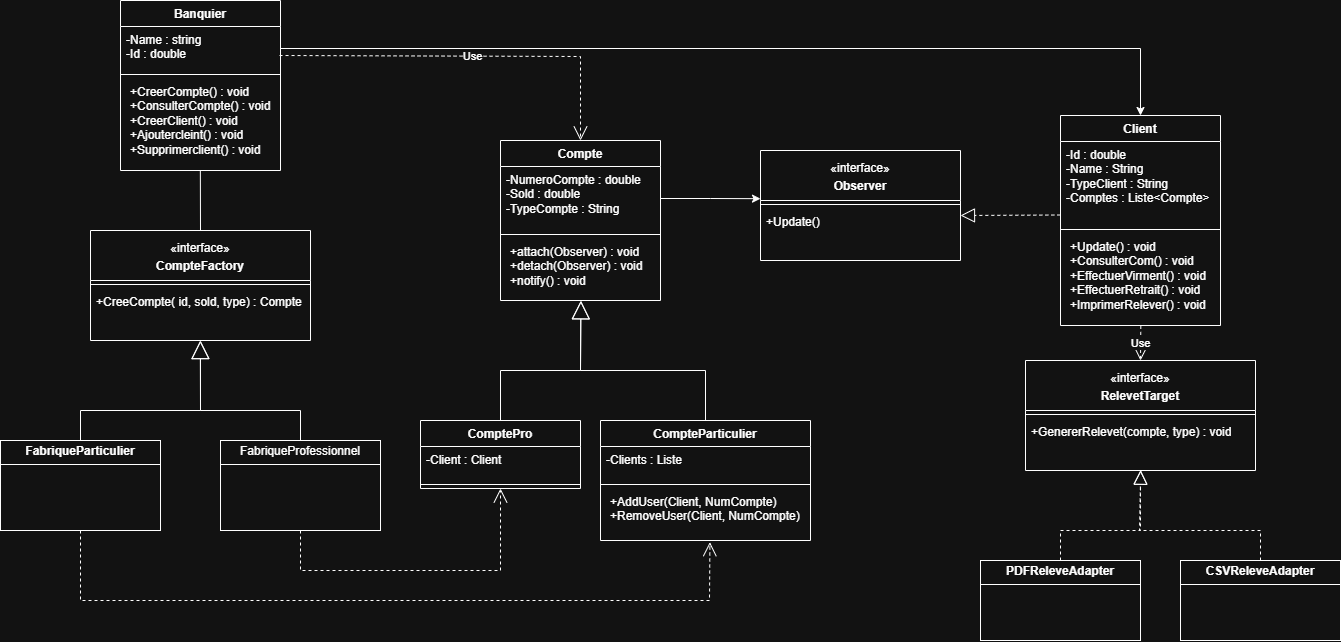 Banquier
-Name : string
-Id : double
+CreerCompte() : void
+ConsulterCompte() : void
+CreerClient() : void
+Ajoutercleint() : void
+Supprimerclient() : void
Use
Compte
-NumeroCompte : double
-Sold : double
-TypeCompte : String
+attach(Observer) : void
+detach(Observer) : void
+notify() : void
«interface»
Observer
+Update()
Client
-Id : double
-Name : String
-TypeClient : String
-Comptes : Liste<Compte>
+Update() : void
+ConsulterCom() : void
+EffectuerVirment() : void
+EffectuerRetrait() : void
+ImprimerRelever() : void
«interface»
CompteFactory
+CreeCompte( id, sold, type) : Compte
Use
«interface»
RelevetTarget
+GenererRelevet(compte, type) : void
FabriqueParticulier
FabriqueProfessionnel
ComptePro
-Client : Client
CompteParticulier
-Clients : Liste
+AddUser(Client, NumCompte)
+RemoveUser(Client, NumCompte)
PDFReleveAdapter
CSVReleveAdapter